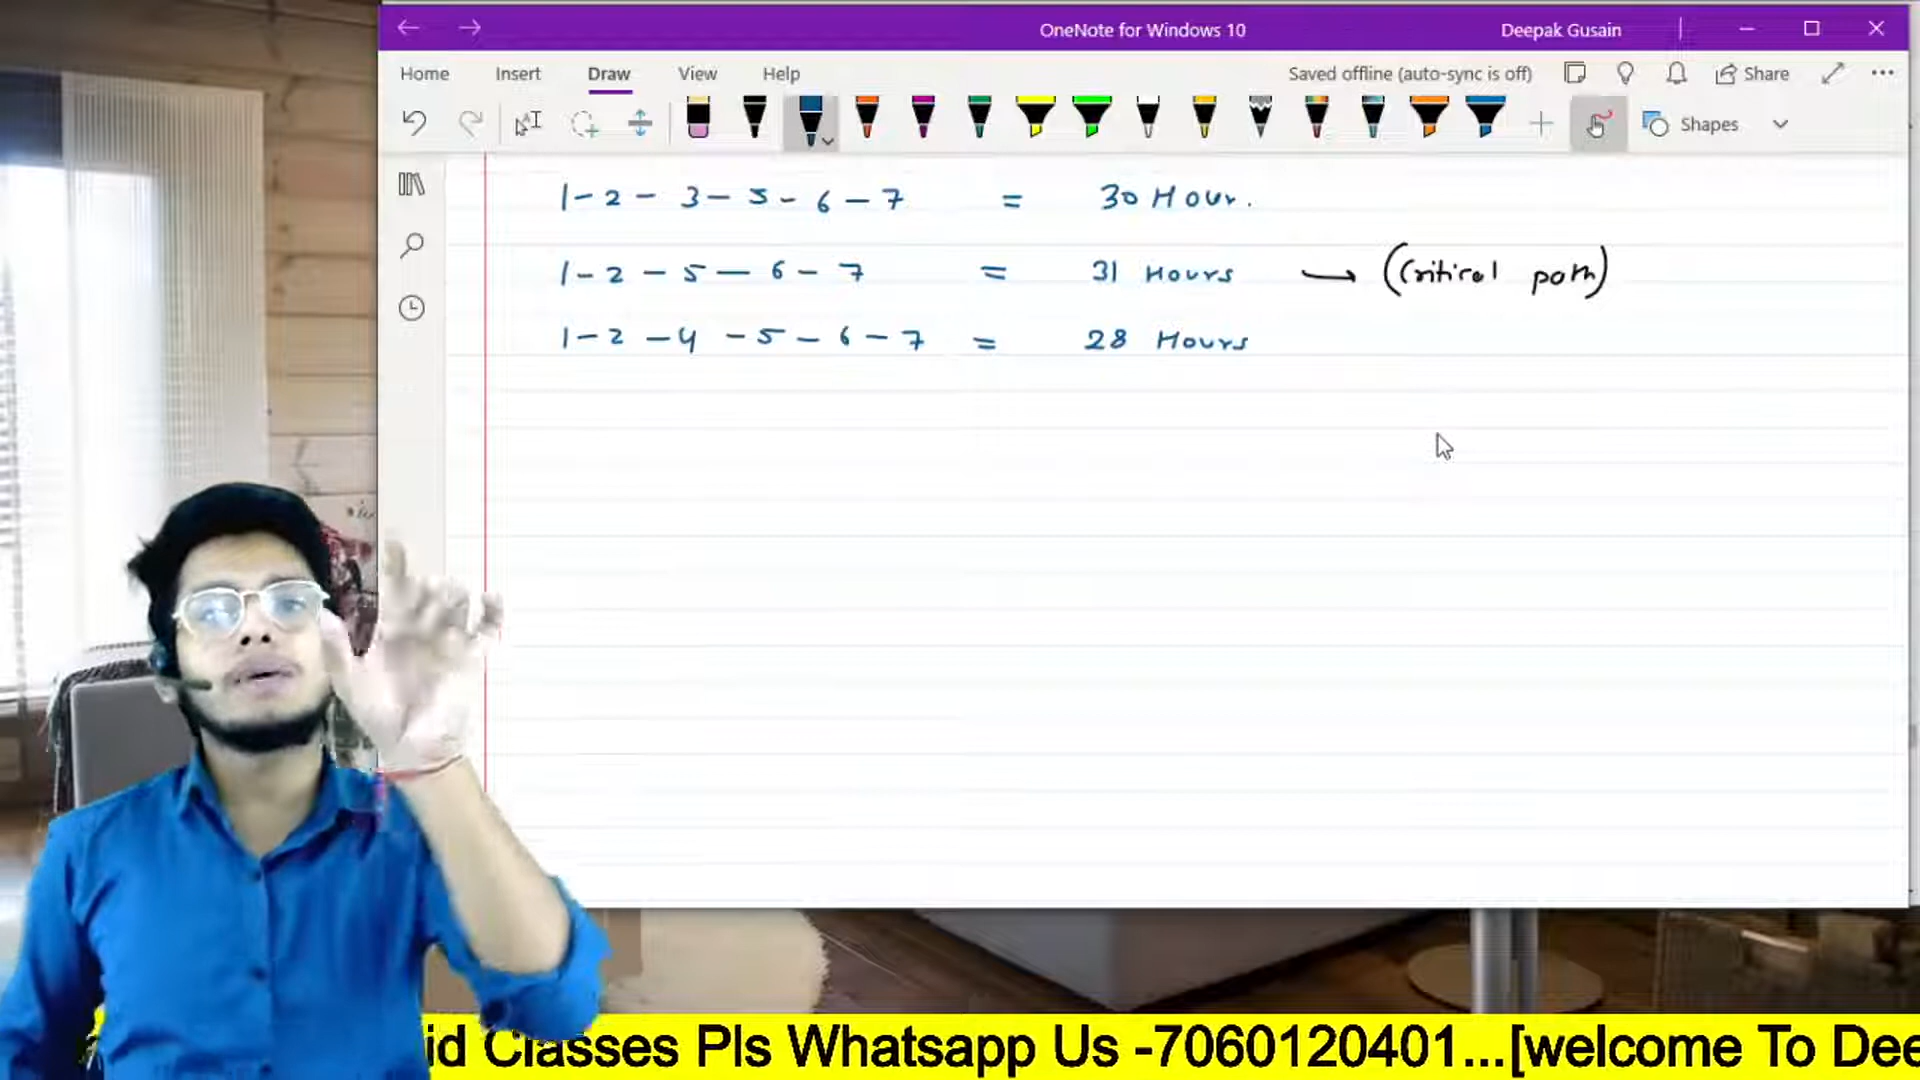 OneNote for Windows 10
Deepak Gusain
Home Insert Draw View Help
Saved offline (auto-sync is off)
Share
Shapes
1 - 2 - 3 - 5 - 6 - 7 = 30 Hour.
1 - 2 - 5 - 6 - 7 = 31 Hours → (Critical path)
1 - 2 - 4 - 5 - 6 - 7 = 28 Hours
id Classes Pls Whatsapp Us -7060120401...[welcome To Dee